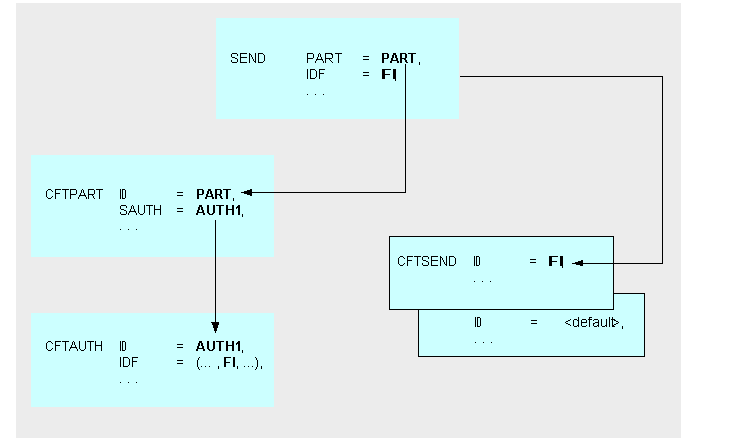 SEND PART = PART,
IDF = FI,
. . .
CFTPART ID = PART,
SAUTH = AUTH1,
. . .
CFTSEND ID = FI,
. . .
ID = <default>,
. . .
CFTAUTH ID = AUTH1,
IDF = (... , FI, ...),
. . .